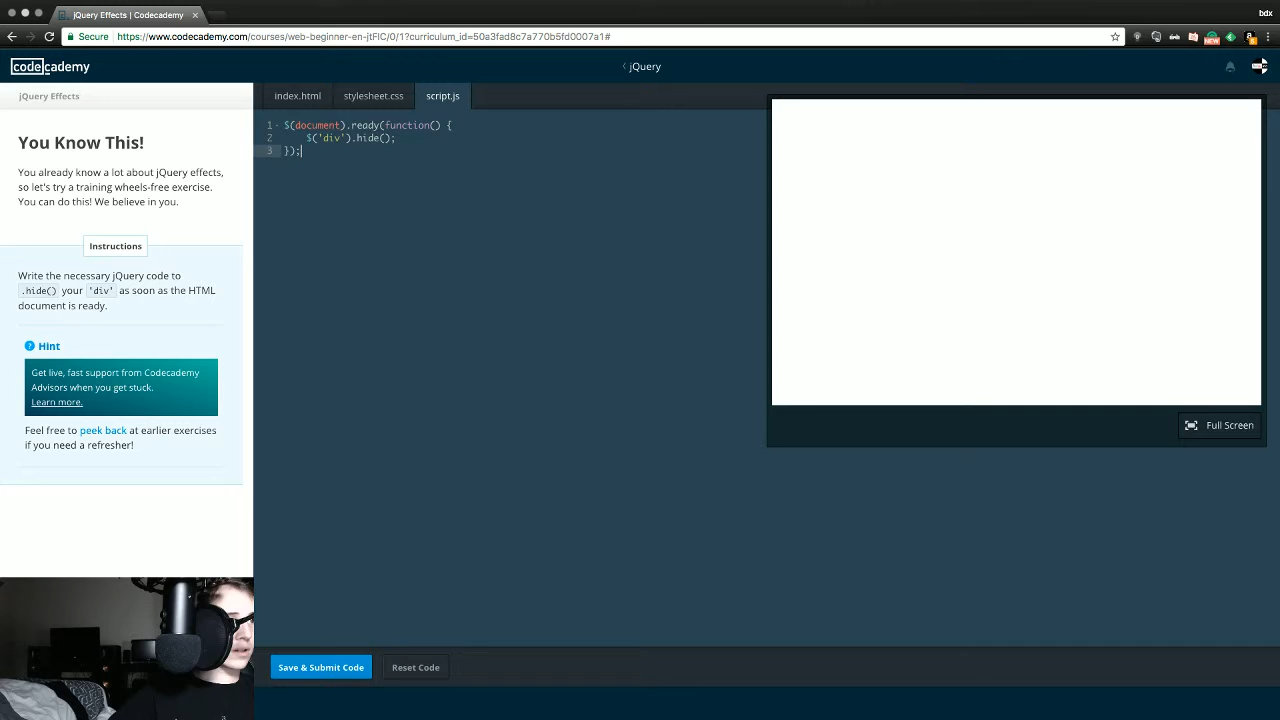 jQuery Effects | Codecademy
bdx
Secure
https://www.codecademy.com/courses/web-beginner-en-jtFIC/0/1?curriculum_id=50a3fad8c7a770b5fd0007a1#
NEW
codecademy
jQuery
jQuery Effects
index.html
stylesheet.css
script.js
You Know This!
You already know a lot about jQuery effects,
so let's try a training wheels-free exercise.
You can do this! We believe in you.
Instructions
Write the necessary jQuery code to
.hide() your 'div' as soon as the HTML
document is ready.
? Hint
Get live, fast support from Codecademy
Advisors when you get stuck.
Learn more.
Feel free to peek back at earlier exercises
if you need a refresher!
1 $(document).ready(function() {
2 $('div').hide();
3 });
Full Screen
Save & Submit Code
Reset Code